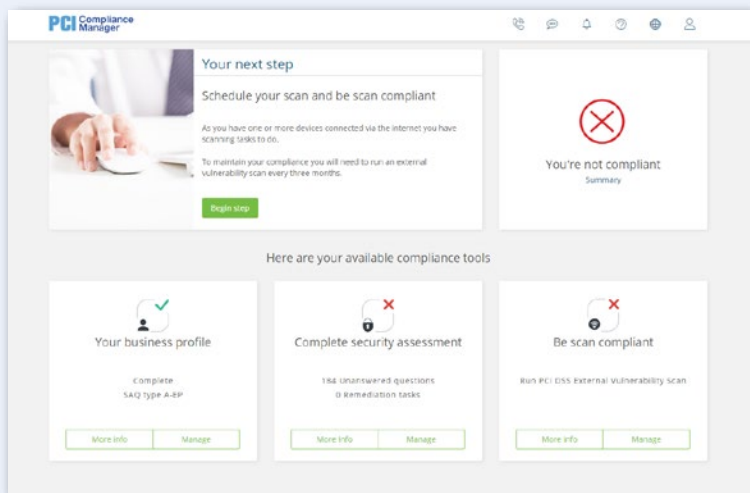 PCI Compliance
Manager
Your next step
Schedule your scan and be scan compliant
As you have one or more devices connected via the internet you have
scanning tasks to do.
To maintain your compliance you will need to run an external
vulnerability scan every three months.
Begin step
You're not compliant
Summary
Here are your available compliance tools
Your business profile
Complete
SAQ type A-EP
More info
Manage
Complete security assessment
184 Unanswered questions
0 Remediation tasks
More info
Manage
Be scan compliant
Run PCI DSS External Vulnerability Scan
More info
Manage